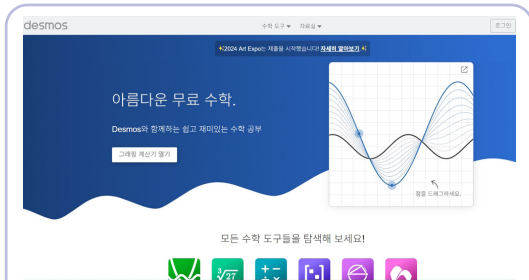 desmos
수학 도구 ▾ 자료실 ▾
로그인
2024 Art Expo는 제출을 시작했습니다! 자세히 알아보기
아름다운 무료 수학.
Desmos와 함께하는 쉽고 재미있는 수학 공부
그래핑 계산기 열기
점을 드래그하세요.
모든 수학 도구들을 탐색해 보세요!
∛27